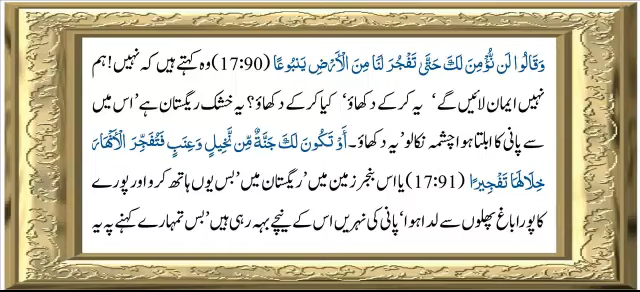 وَقَالُوا لَن نُّؤْمِنَ لَكَ حَتَّىٰ تَفْجُرَ لَنَا مِنَ الْأَرْضِ يَنبُوعًا (17:90) وہ کہتے ہیں کہ نہیں! ہم
نہیں ایمان لائیں گے‘ یہ کر کے دکھاؤ‘ کیا کر کے دکھاؤ؟ یہ خشک ریگستان ہے‘ اس میں
سے پانی کا ابلتا ہوا چشمہ نکالو‘ یہ دکھاؤ۔ أَوْ تَكُونَ لَكَ جَنَّةٌ مِّن نَّخِيلٍ وَعِنَبٍ فَتُفَجِّرَ الْأَنْهَارَ
خِلَالَهَا تَفْجِيرًا (17:91) یا اس بنجر زمین میں‘ ریگستان میں‘ بس یوں ہاتھ کرو اور پورے
کا پورا باغ پھلوں سے لدا ہوا‘ پانی کی نہریں اس کے نیچے بہہ رہی ہیں‘ بس تمہارے کہنے پہ یہ